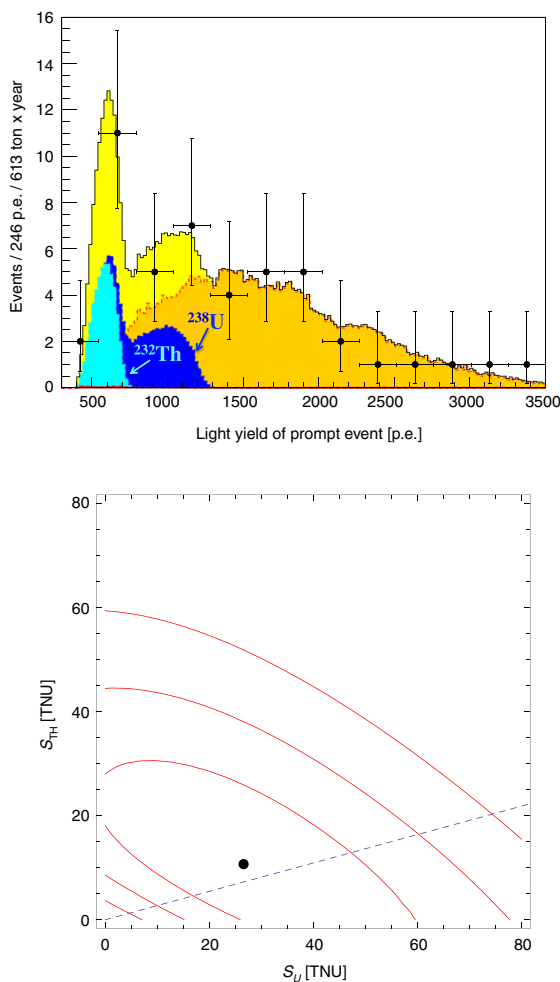 16
14
12
10
8
6
4
2
0
Events / 246 p.e. / 613 ton x year
²³⁸U
²³²Th
500 1000 1500 2000 2500 3000 3500
Light yield of prompt event [p.e.]
80
60
40
20
0
S_TH [TNU]
0 20 40 60 80
S_U [TNU]